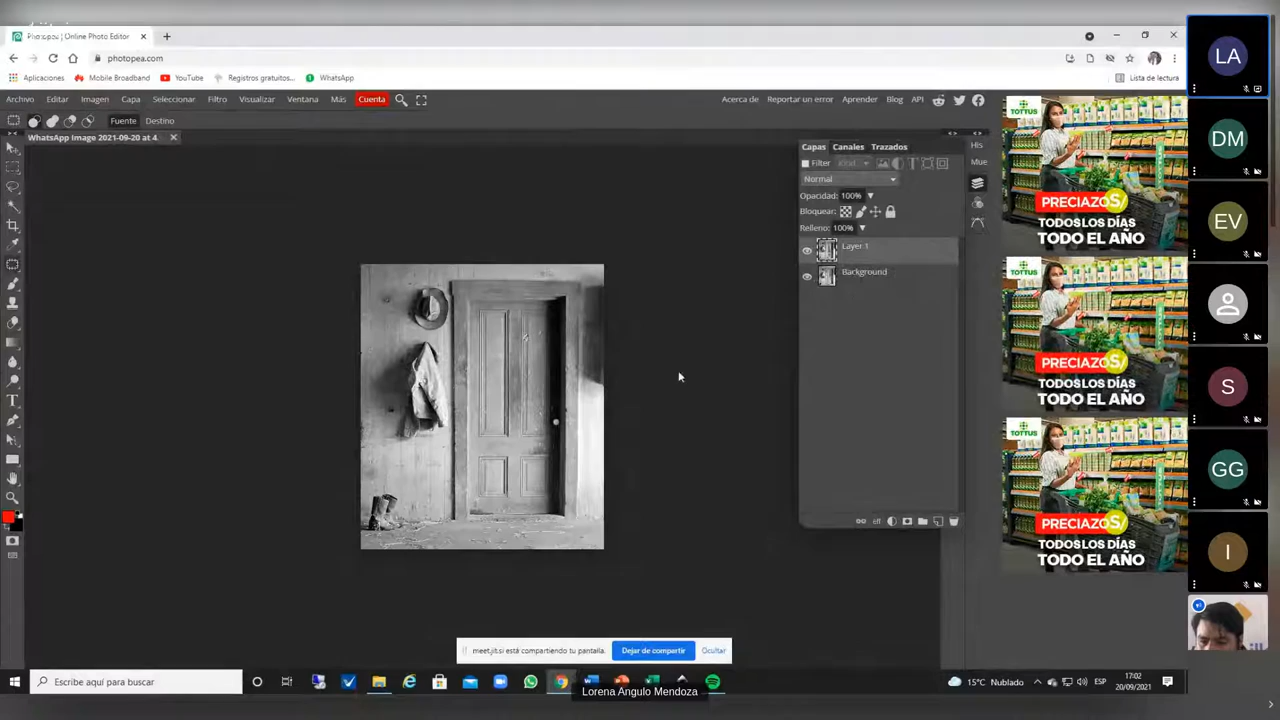 Photopea | Online Photo Editor
photopea.com
Aplicaciones
Mobile Broadband
YouTube
Registros gratuitos...
WhatsApp
Lista de lectura
Archivo Editar Imagen Capa Seleccionar Filtro Visualizar Ventana Más Cuenta
Acerca de Reportar un error Aprender Blog API
Fuente Destino
WhatsApp Image 2021-09-20 at 4.
Capas Canales Trazados
Filter Kind
Normal
Opacidad: 100%
Bloquear:
Relleno: 100%
Layer 1
Background
eff
His
Mue
TOTTUS
PRECIAZOS/
TODOS LOS DÍAS
TODO EL AÑO
TOTTUS
PRECIAZOS/
TODOS LOS DÍAS
TODO EL AÑO
TOTTUS
PRECIAZOS/
TODOS LOS DÍAS
TODO EL AÑO
LA
DM
EV
S
GG
I
meet.jit.si está compartiendo tu pantalla.
Dejar de compartir
Ocultar
Escribe aquí para buscar
15°C Nublado
ESP
17:02
20/09/2021
Lorena Angulo Mendoza